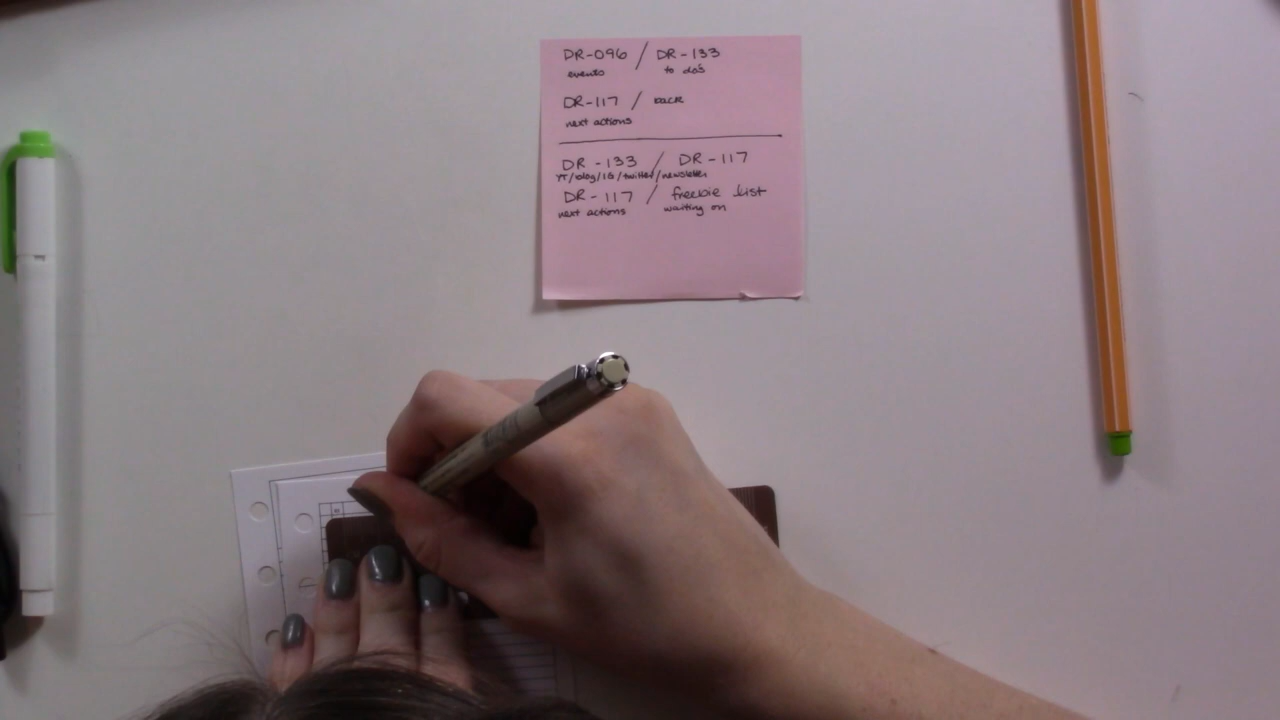 DR-096 / DR-133
events to do's
DR-117 / back
next actions
DR-133 / DR-117
YT/blog/IG/twitter/newsletter
DR-117 / freebie list
next actions waiting on